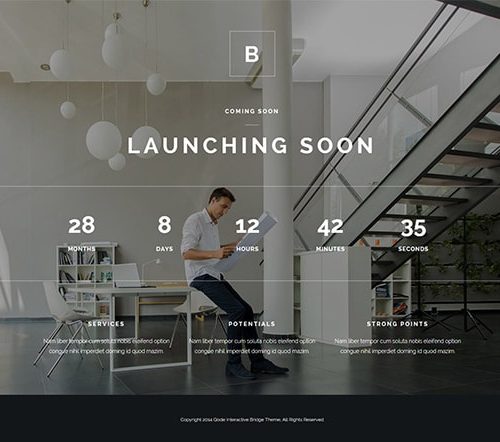 B
COMING SOON
LAUNCHING SOON
28 8 12 42 35
MONTHS DAYS HOURS MINUTES SECONDS
SERVICES POTENTIALS STRONG POINTS
Nam liber tempor cum soluta nobis eleifend option Nam liber tempor cum soluta nobis eleifend option Nam liber tempor cum soluta nobis eleifend option
congue nihil imperdiet doming id quod mazim. congue nihil imperdiet doming id quod mazim. congue nihil imperdiet doming id quod mazim.
Copyright 2014 Qode Interactive Bridge Theme, All Rights Reserved